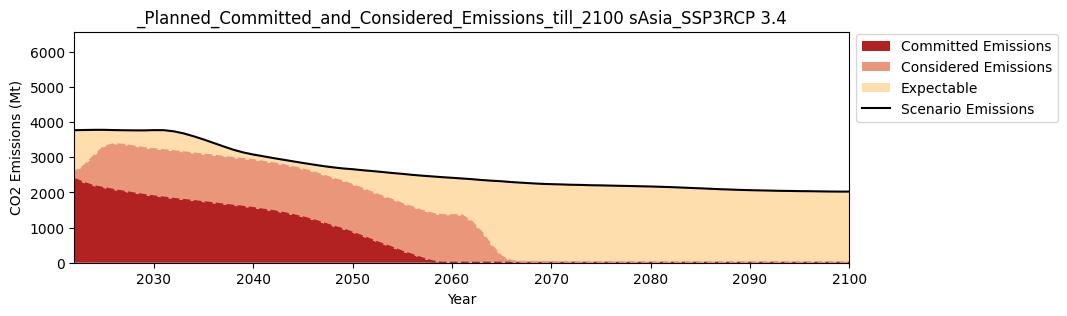 _Planned_Committed_and_Considered_Emissions_till_2100 sAsia_SSP3RCP 3.4
Committed Emissions
Considered Emissions
Expectable
Scenario Emissions
CO2 Emissions (Mt)
6000
5000
4000
3000
2000
1000
0
2030
2040
2050
2060
2070
2080
2090
2100
Year